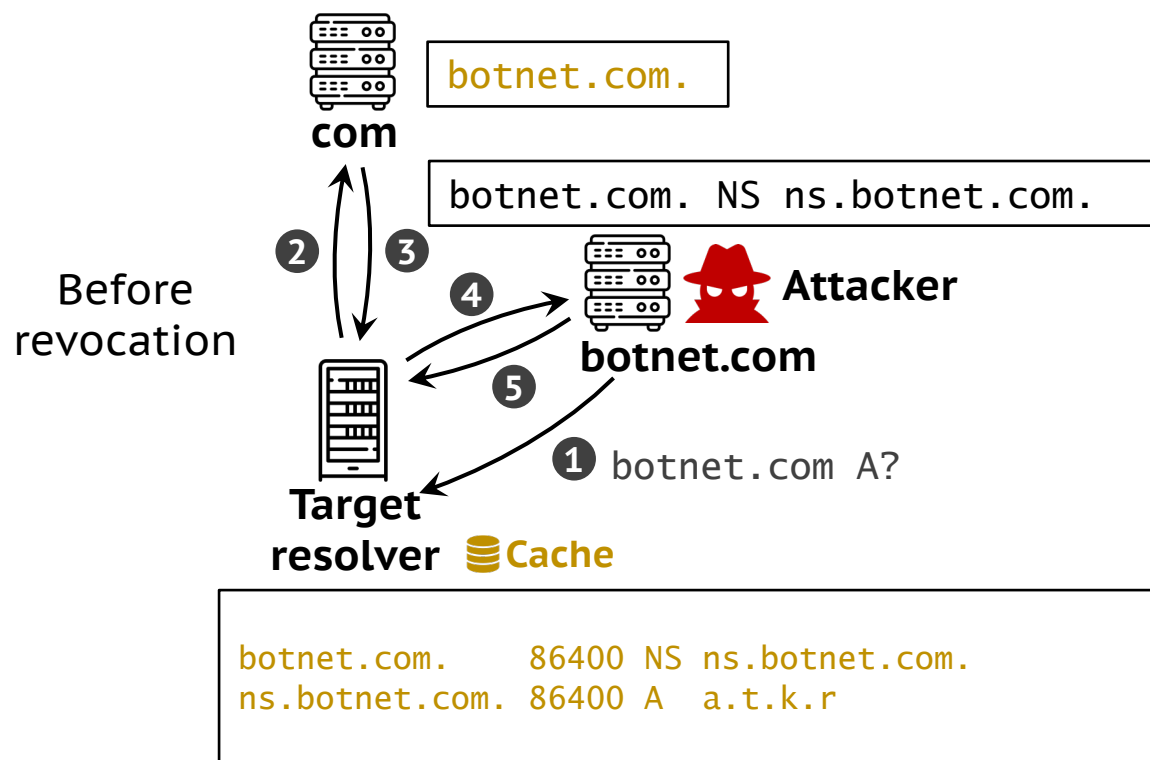 botnet.com.
com
botnet.com. NS ns.botnet.com.
2
3
Before
revocation
4
Attacker
botnet.com
5
1 botnet.com A?
Target
resolver
Cache
botnet.com. 86400 NS ns.botnet.com.
ns.botnet.com. 86400 A a.t.k.r